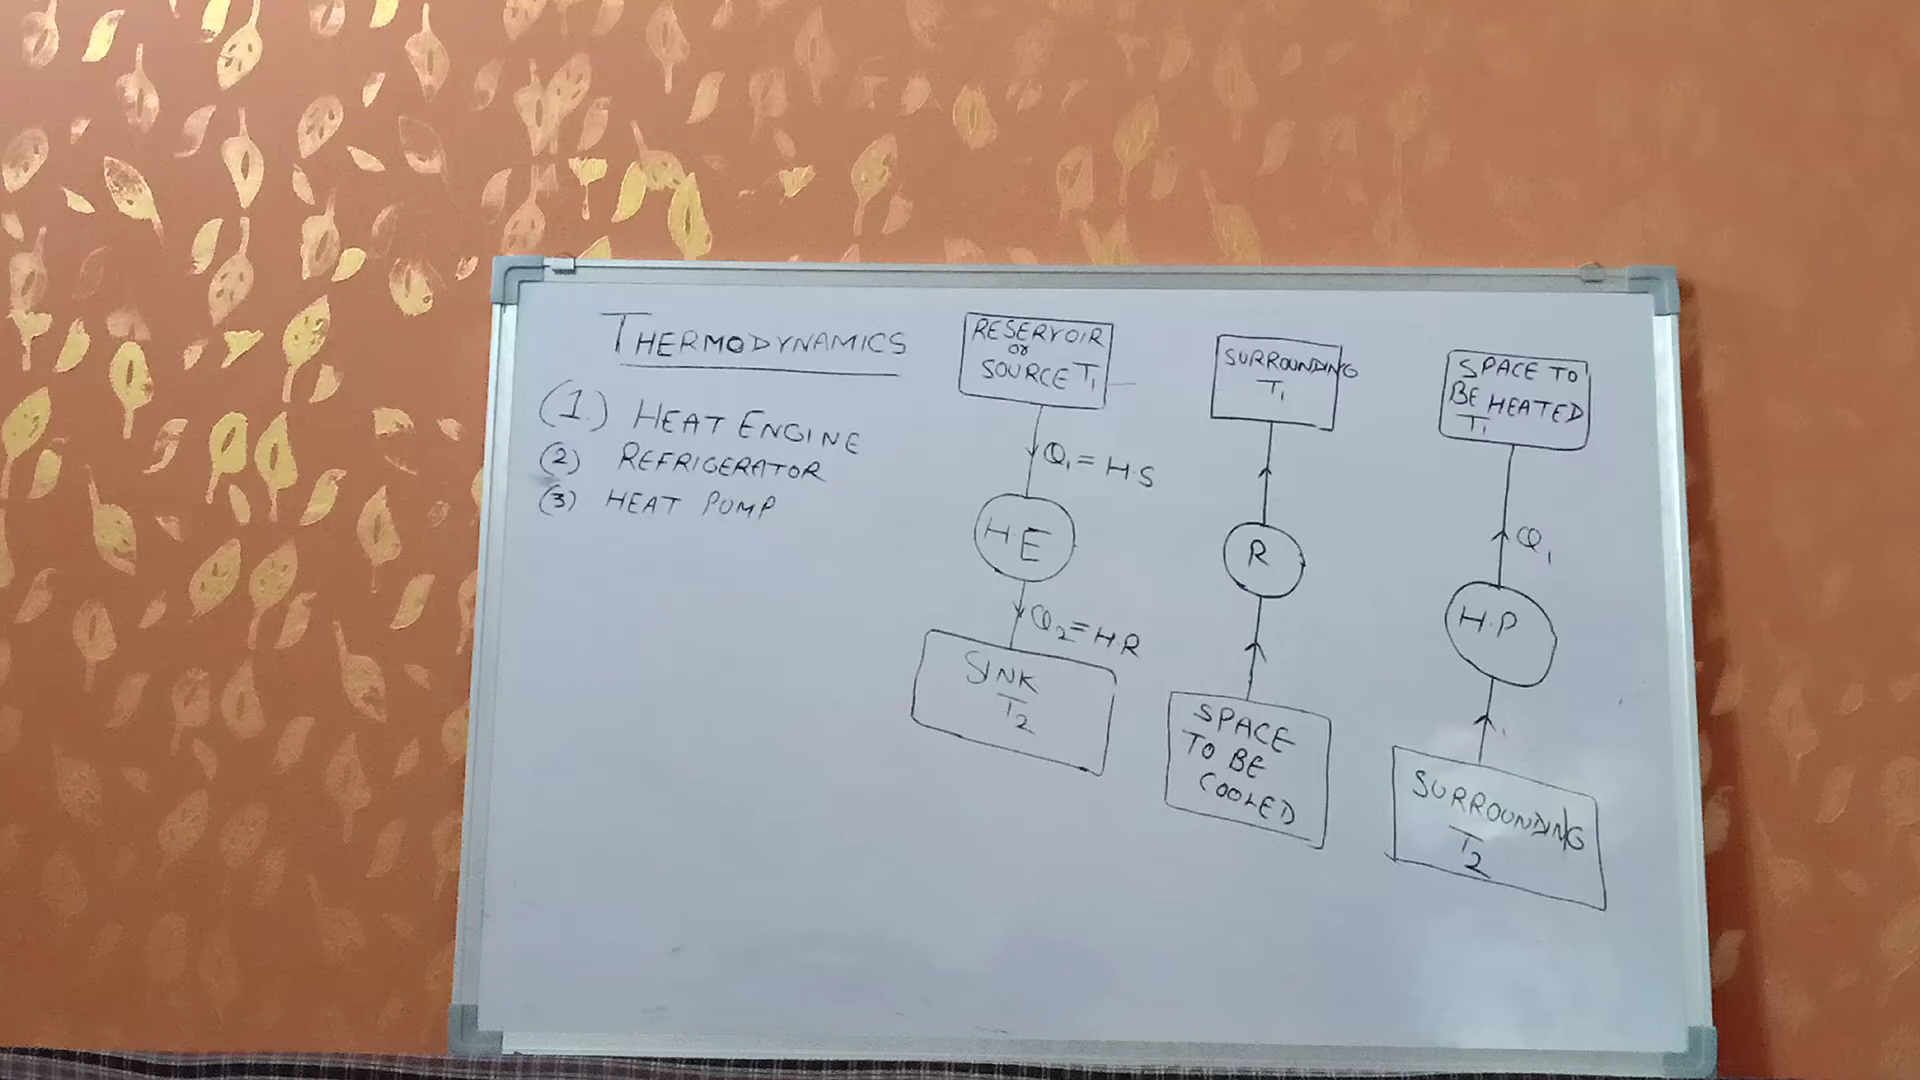 THERMODYNAMICS
(1.) HEAT ENGINE
(2) REFRIGERATOR
(3) HEAT PUMP
RESERVOIR
or
SOURCE T1
Q1 = H.S
H.E
Q2 = H.R
SINK
T2
SURROUNDING
T1
R
SPACE
TO BE
COOLED
SPACE TO
BE HEATED
T1
Q1
H.P
SURROUNDING
T2